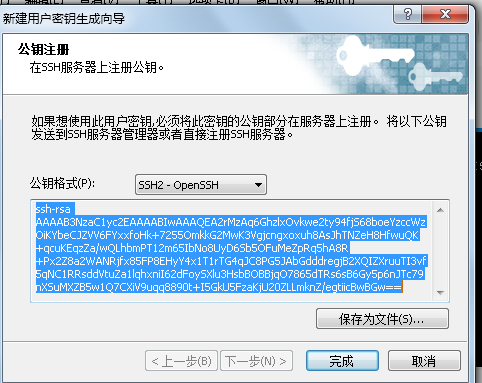 新建用户密钥生成向导
公钥注册
在SSH服务器上注册公钥。
如果想使用此用户密钥,必须将此密钥的公钥部分在服务器上注册。 将以下公钥
发送到SSH服务器管理器或者直接注册SSH服务器。
公钥格式(P):
SSH2 - OpenSSH
ssh-rsa
AAAAB3NzaC1yc2EAAAABIwAAAQEA2rMzAq6GhzlxOvkwe2ty94fj568boeYzccWz
OiKYbeCJZVV6FYxxfoHk+7255OmkkG2MwK3Vgicngxoxuh8AsJhTNZeH8HfwuQK
+qcuKEqzZa/wQLhbmPT12m65IbNo8UyD65b5OFuMeZpRq5hA8R
+Px2Z8a2WANRjfx85FP8EHyY4x1T1rTG4qJC8PG5JAbGdddregjB2XQIZXruuTI3vf
5qNC1RRsddVtuZa1lqhxniI62dFoySXlu3HsbBOBBjqO7865dTRs6sB6Gy5p6nJTc79
nXSuMXZB5w1Q7CXiV9uqq8890t+I5GkU5FzaKjU20ZLLmknZ/egtiicBwBGw==
保存为文件(S)...
< 上一步(B)
下一步(N) >
完成
取消